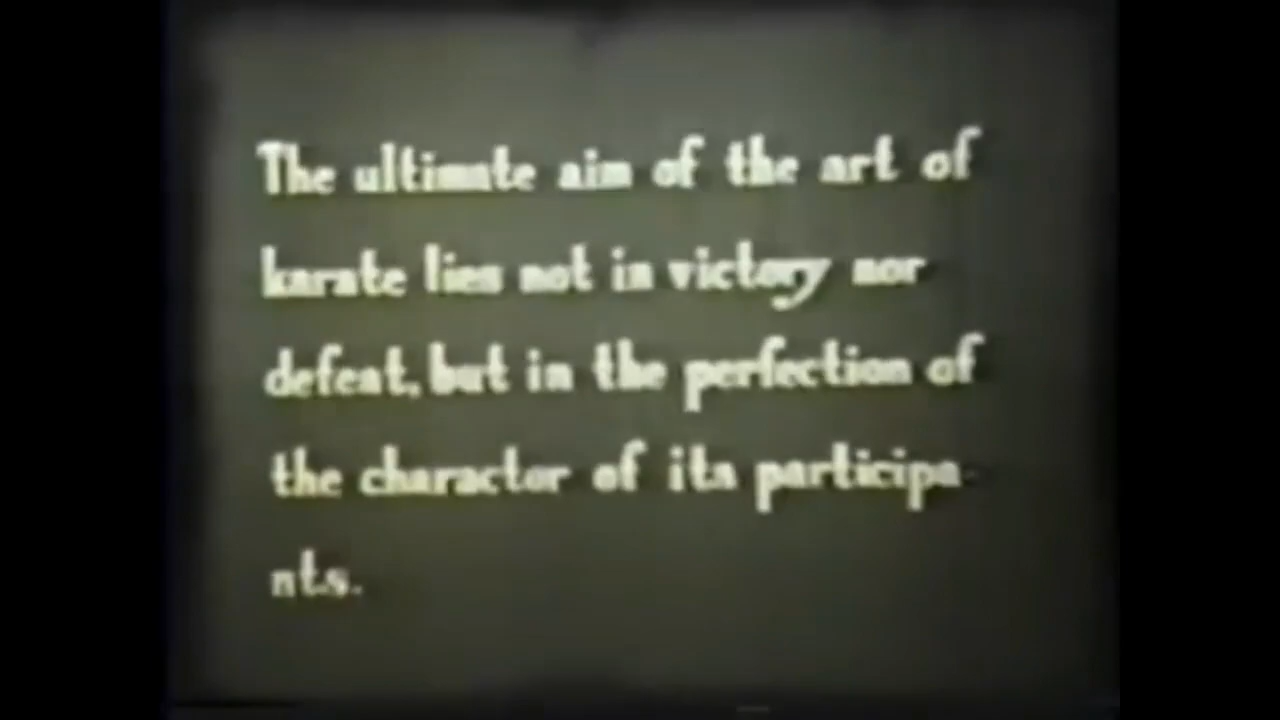 The ultimate aim of the art of
karate lies not in victory nor
defeat, but in the perfection of
the charactor of its participa-
nts.